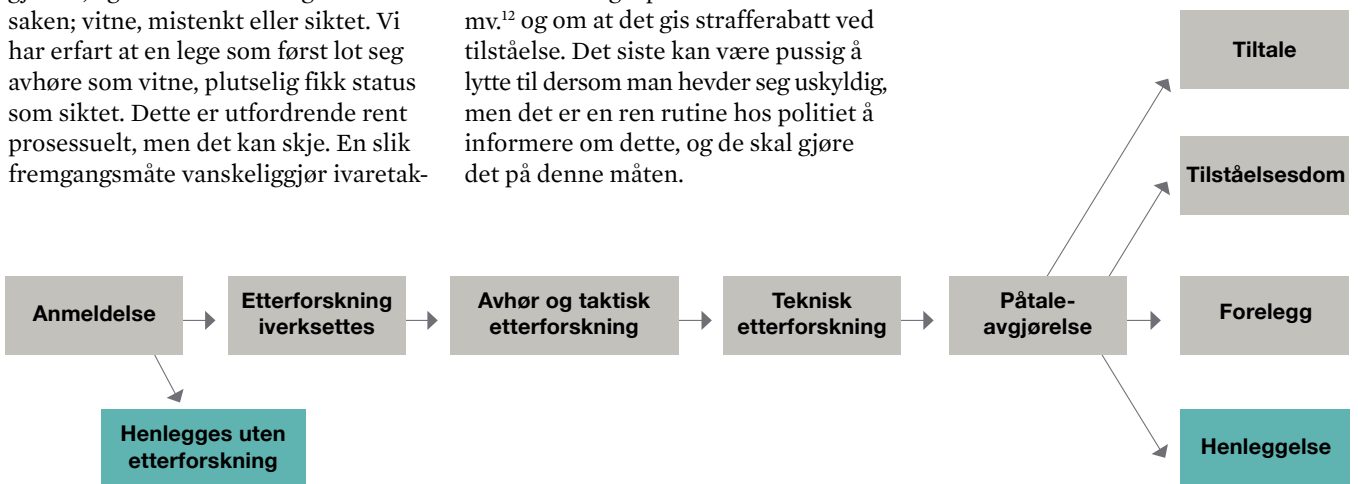 saken; vitne, mistenkt eller siktet. Vi
har erfart at en lege som først lot seg
avhøre som vitne, plutselig fikk status
som siktet. Dette er utfordrende rent
prosessuelt, men det kan skje. En slik
fremgangsmåte vanskeliggjør ivaretak-
mv.¹² og om at det gis strafferabatt ved
tilståelse. Det siste kan være pussig å
lytte til dersom man hevder seg uskyldig,
men det er en ren rutine hos politiet å
informere om dette, og de skal gjøre
det på denne måten.
Tiltale
Tilståelsesdom
Anmeldelse
Etterforskning
iverksettes
Avhør og taktisk
etterforskning
Teknisk
etterforskning
Påtale-
avgjørelse
Forelegg
Henlegges uten
etterforskning
Henleggelse